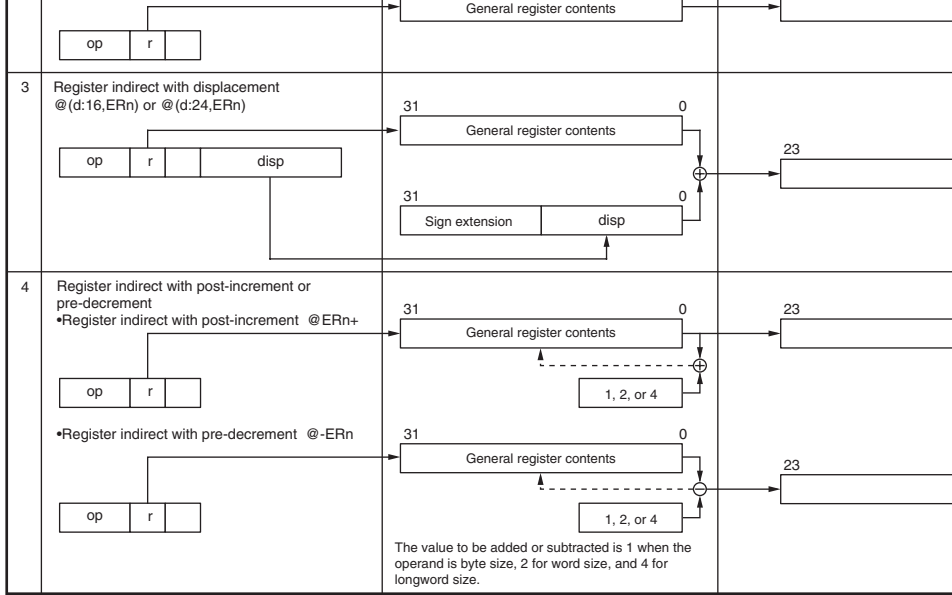 General register contents
op r
3 Register indirect with displacement
@(d:16,ERn) or @(d:24,ERn)
31 0
General register contents
op r disp
23
31 0
Sign extension disp
4 Register indirect with post-increment or
pre-decrement
•Register indirect with post-increment @ERn+
31 0
23
General register contents
op r
1, 2, or 4
•Register indirect with pre-decrement @-ERn
31 0
General register contents
23
op r
1, 2, or 4
The value to be added or subtracted is 1 when the
operand is byte size, 2 for word size, and 4 for
longword size.